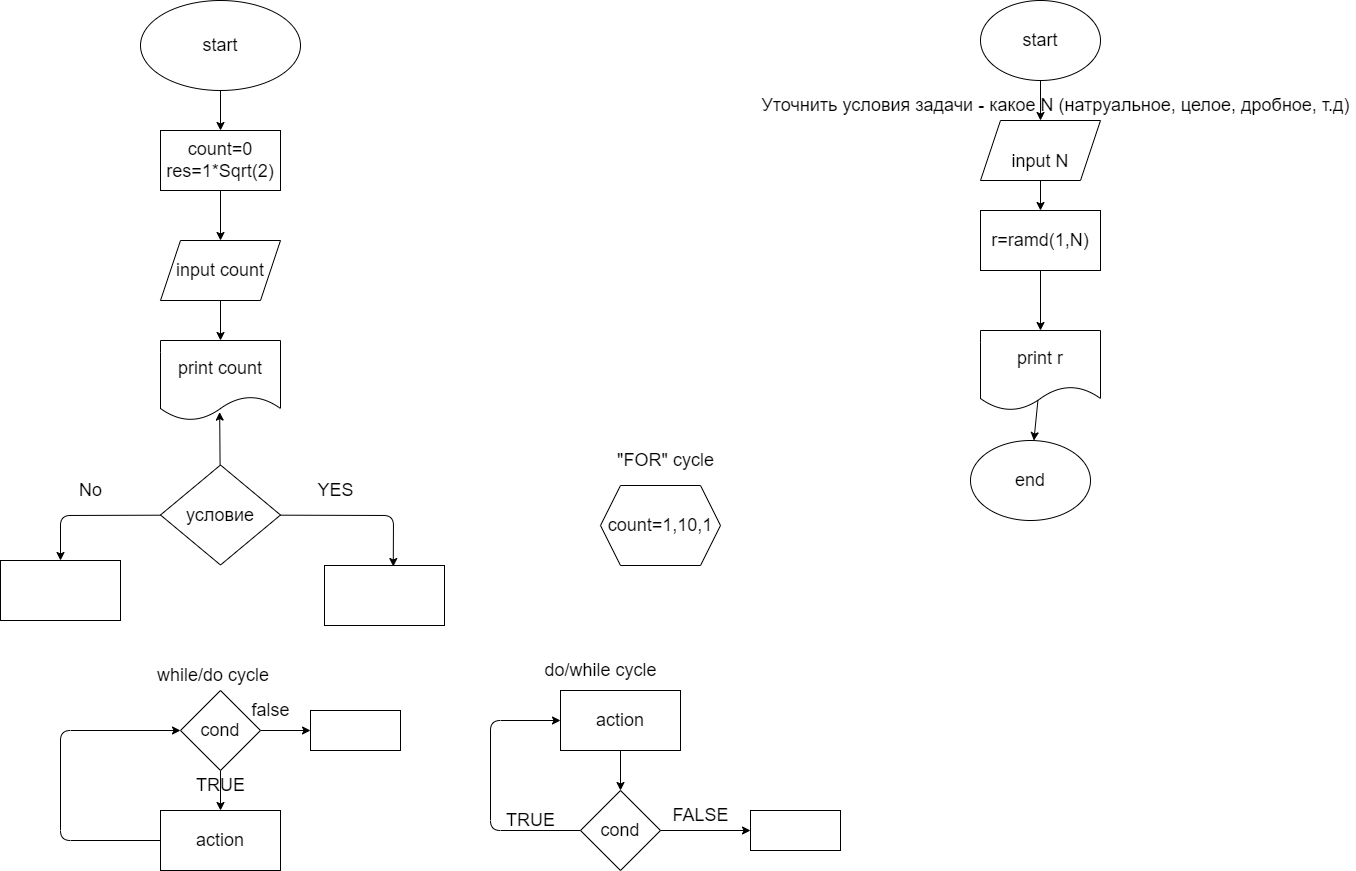 start
count=0
res=1*Sqrt(2)
input count
print count
условие
No
YES
start
Уточнить условия задачи - какое N (натруальное, целое, дробное, т.д)
input N
r=ramd(1,N)
print r
end
"FOR" cycle
count=1,10,1
while/do cycle
cond
false
TRUE
action
do/while cycle
action
cond
TRUE
FALSE